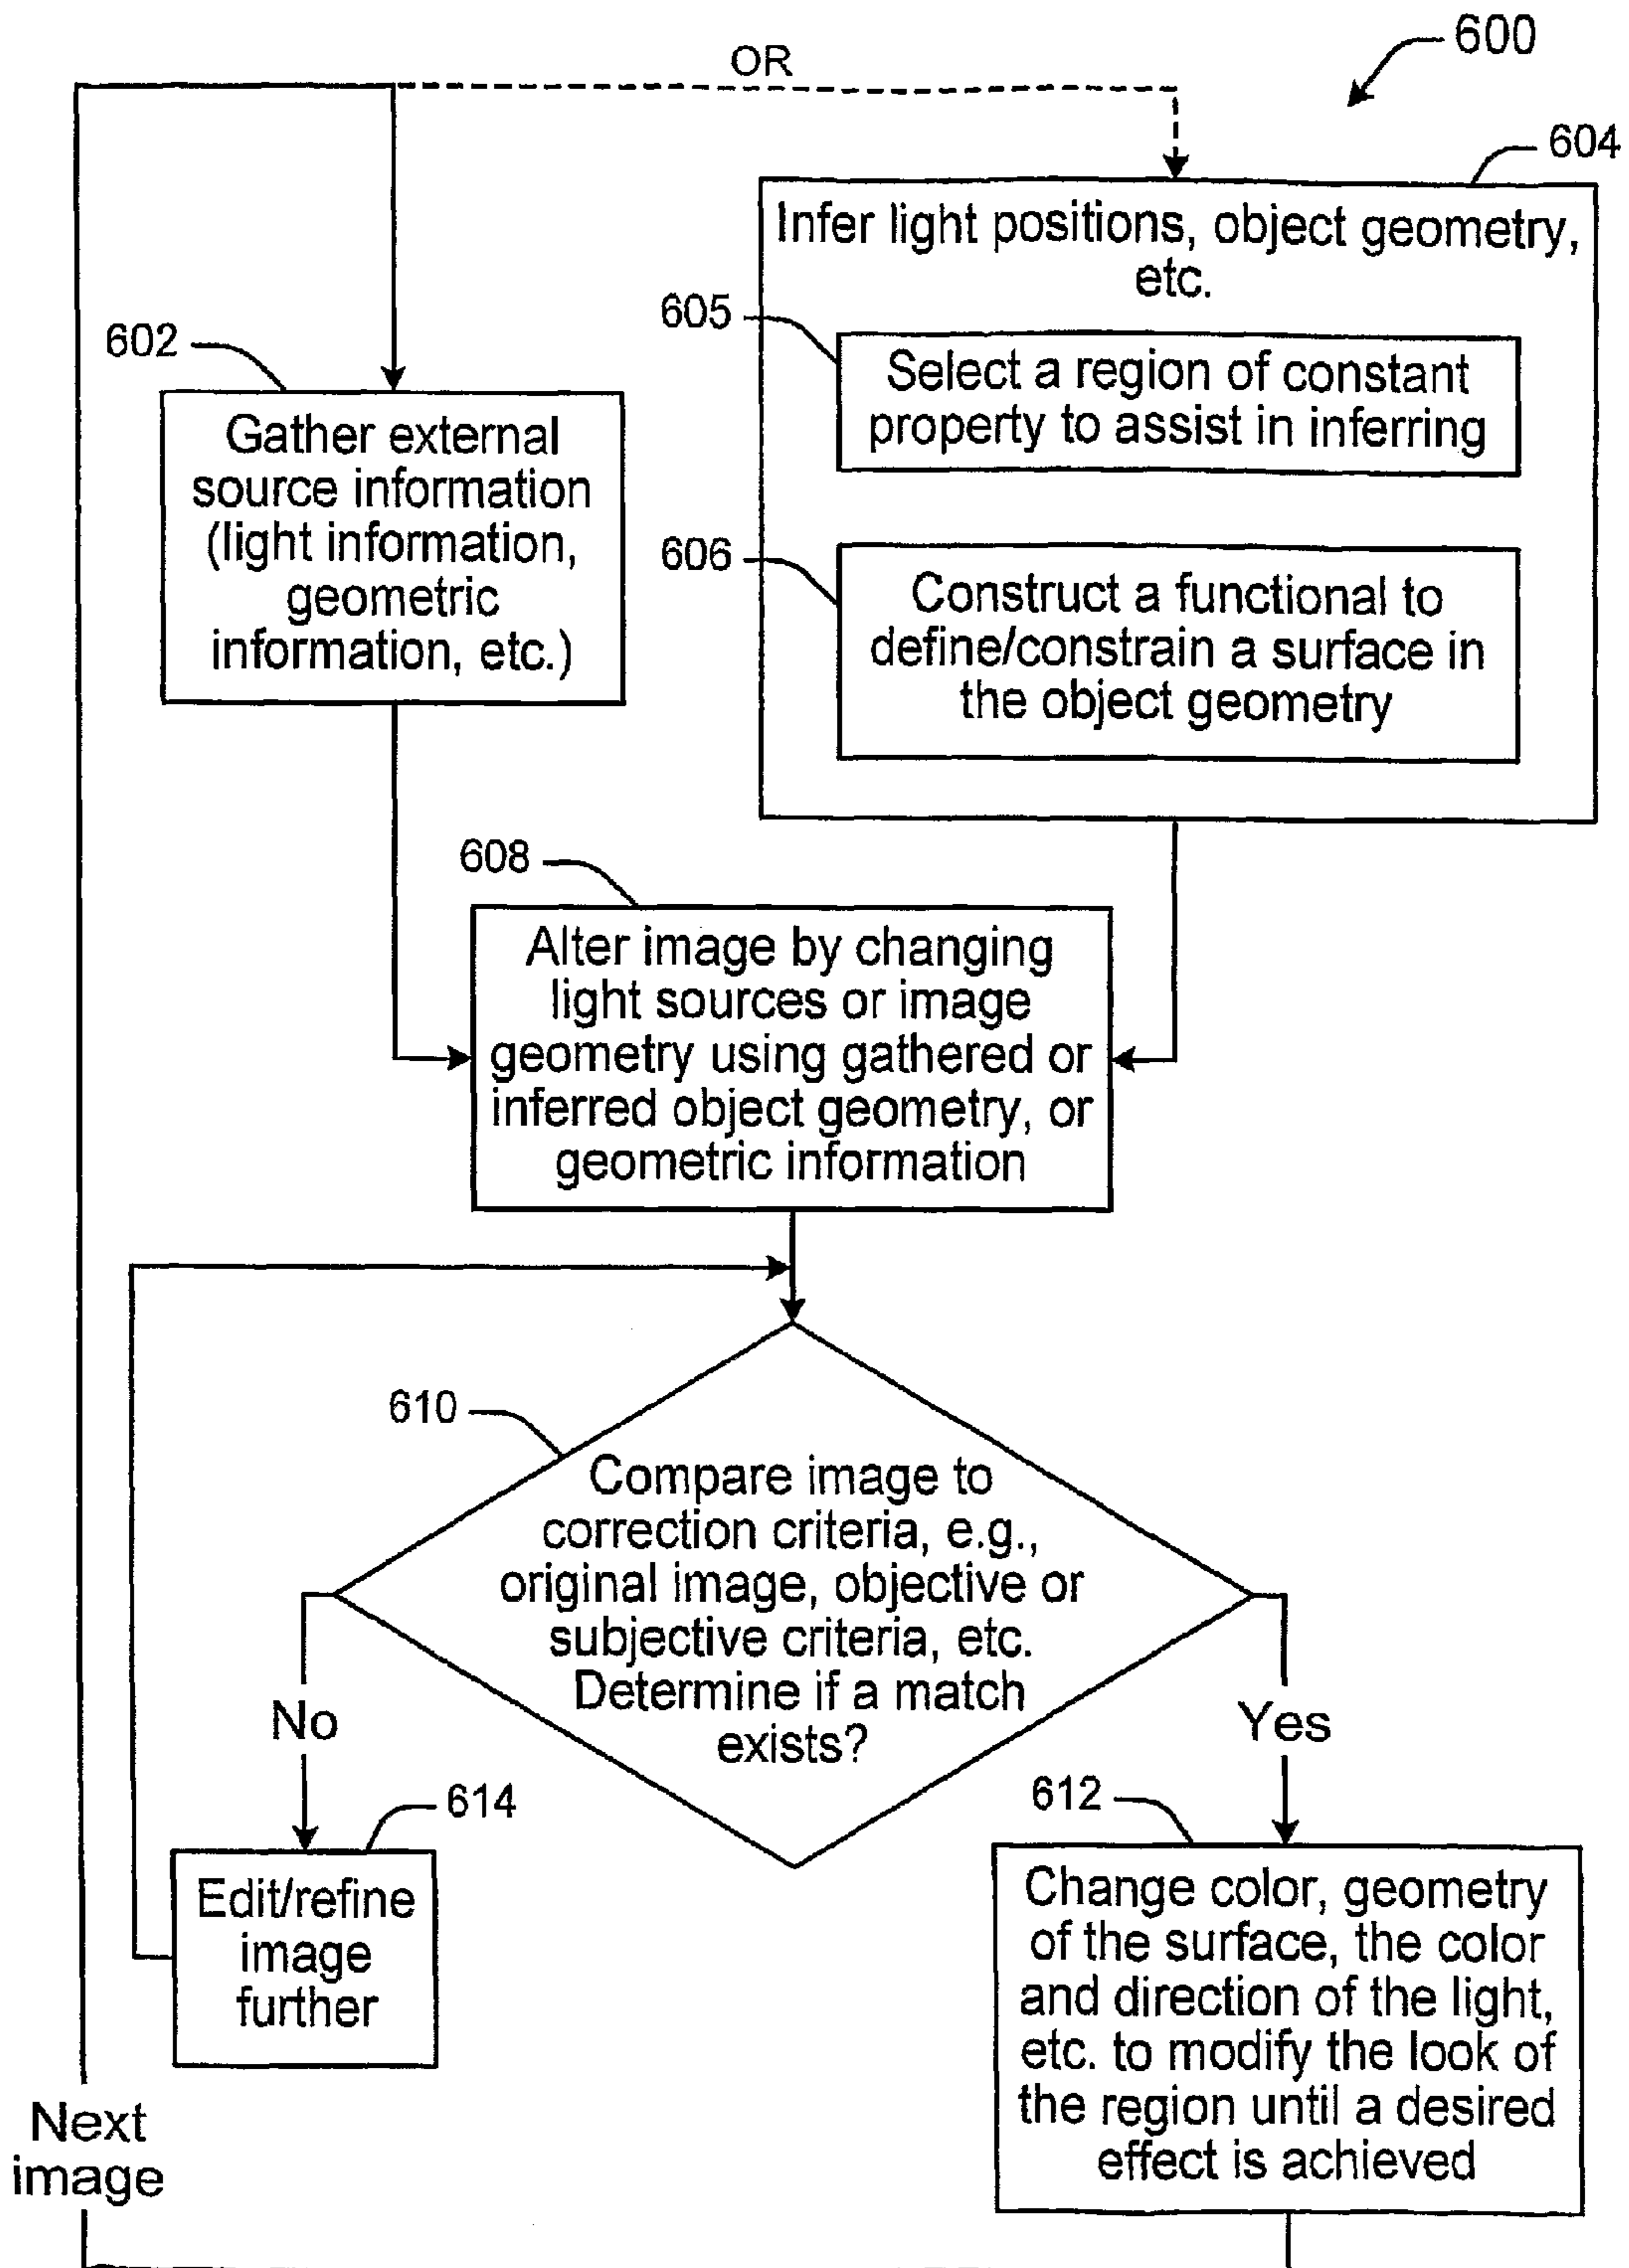 OR
600
604
Infer light positions, object geometry,
etc.
605
Select a region of constant
property to assist in inferring
606
Construct a functional to
define/constrain a surface in
the object geometry
602
Gather external
source information
(light information,
geometric
information, etc.)
608
Alter image by changing
light sources or image
geometry using gathered or
inferred object geometry, or
geometric information
610
Compare image to
correction criteria, e.g.,
original image, objective or
subjective criteria, etc.
Determine if a match
exists?
No
Yes
614
Edit/refine
image
further
612
Change color, geometry
of the surface, the color
and direction of the light,
etc. to modify the look of
the region until a desired
effect is achieved
Next
image